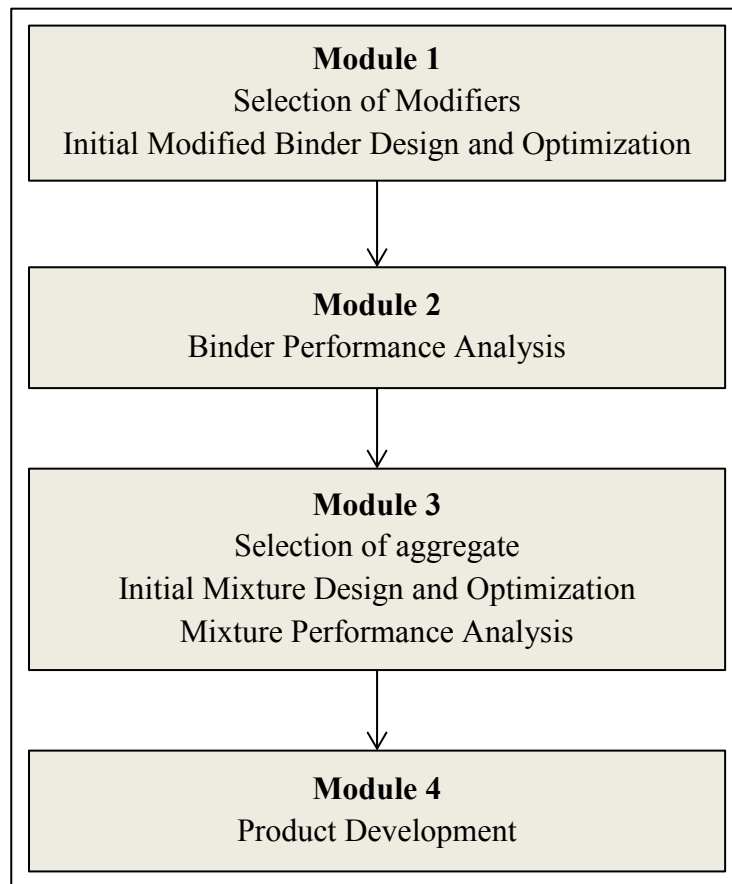 Module 1
Selection of Modifiers
Initial Modified Binder Design and Optimization
Module 2
Binder Performance Analysis
Module 3
Selection of aggregate
Initial Mixture Design and Optimization
Mixture Performance Analysis
Module 4
Product Development